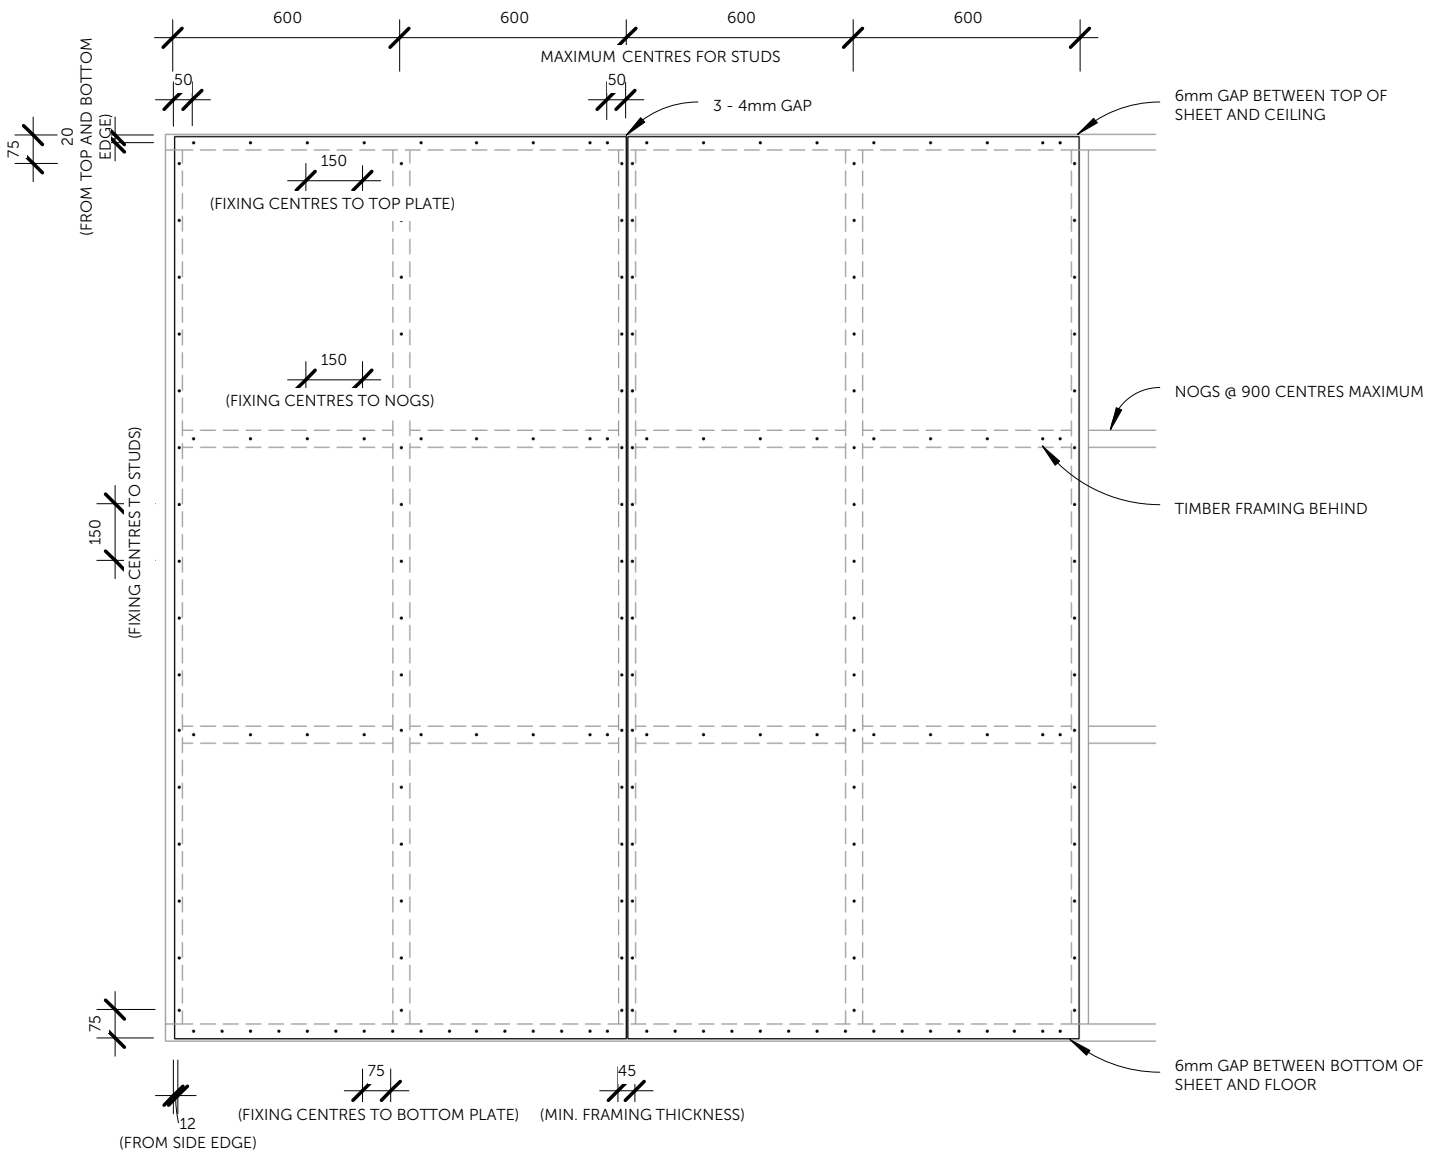 600
600
600
600
MAXIMUM CENTRES FOR STUDS
50
50
3 - 4mm GAP
6mm GAP BETWEEN TOP OF
SHEET AND CEILING
75
20
(FROM TOP AND BOTTOM
EDGE)
150
(FIXING CENTRES TO TOP PLATE)
150
(FIXING CENTRES TO NOGS)
NOGS @ 900 CENTRES MAXIMUM
150
(FIXING CENTRES TO STUDS)
TIMBER FRAMING BEHIND
75
12
(FROM SIDE EDGE)
75
(FIXING CENTRES TO BOTTOM PLATE)
45
(MIN. FRAMING THICKNESS)
6mm GAP BETWEEN BOTTOM OF
SHEET AND FLOOR